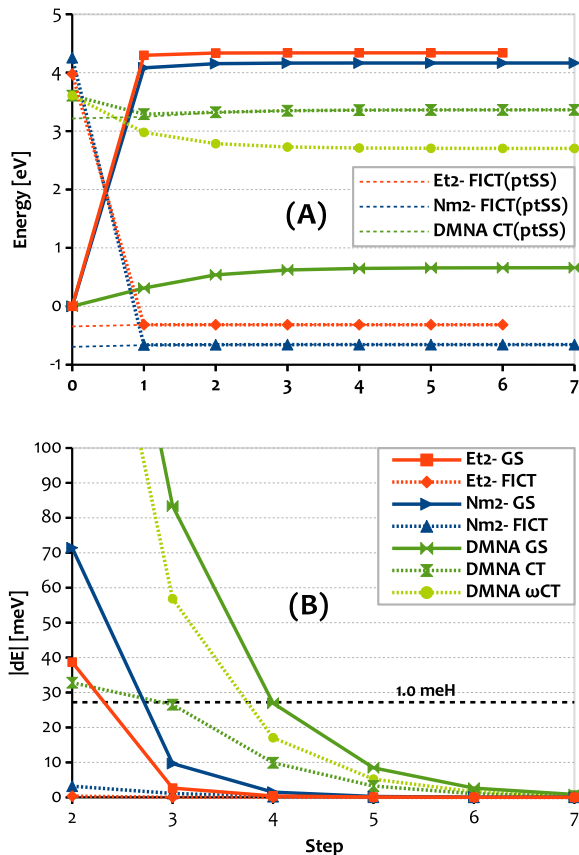 5
4
3
2
1
0
-1
Energy [eV]
Et2- FICT(ptSS)
Nm2- FICT(ptSS)
DMNA CT(ptSS)
(A)
0 1 2 3 4 5 6 7
Step
100
90
80
70
60
50
40
30
20
10
0
|dE| [meV]
Et2- GS
Et2- FICT
Nm2- GS
Nm2- FICT
DMNA GS
DMNA CT
DMNA ωCT
(B)
1.0 meH
2 3 4 5 6 7
Step